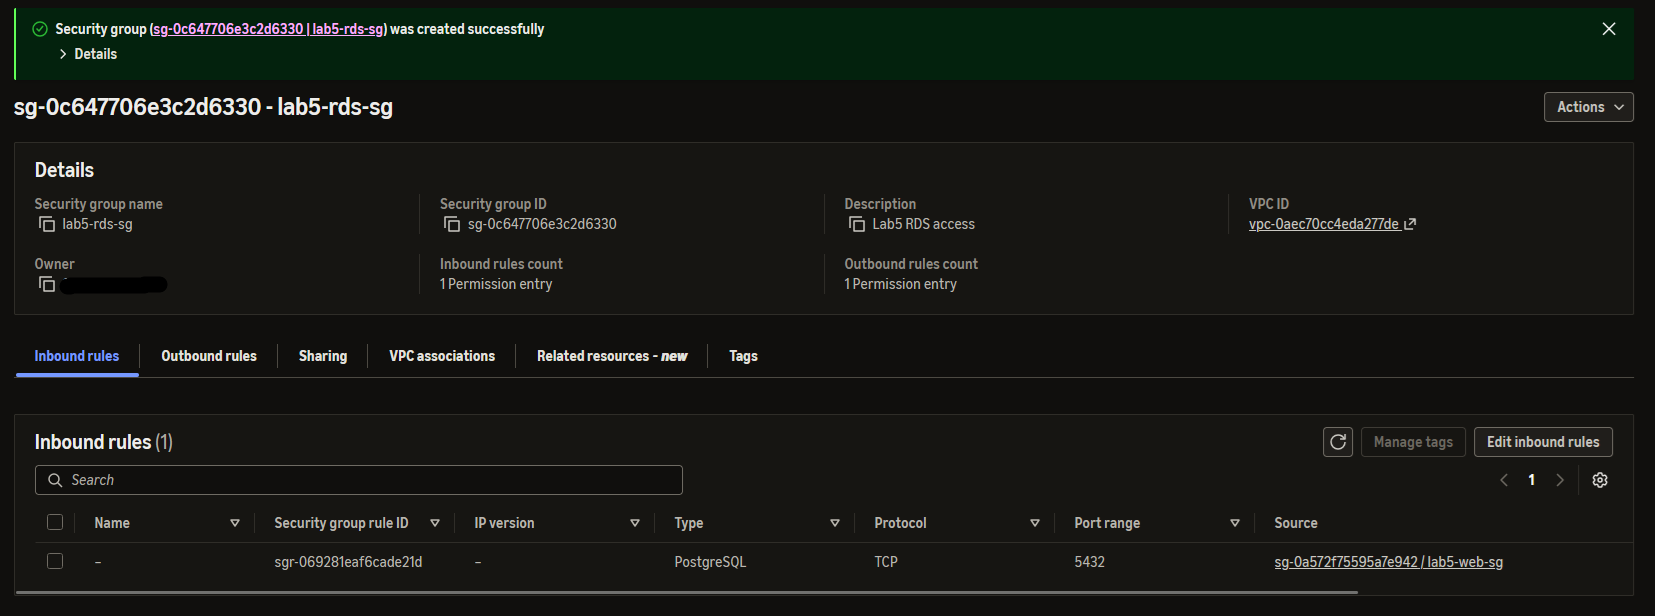 Security group (sg-0c647706e3c2d6330 | lab5-rds-sg) was created successfully
Details
sg-0c647706e3c2d6330 - lab5-rds-sg
Actions
Details
Security group name
lab5-rds-sg
Security group ID
sg-0c647706e3c2d6330
Description
Lab5 RDS access
VPC ID
vpc-0aec70cc4eda277de
Owner
Inbound rules count
1 Permission entry
Outbound rules count
1 Permission entry
Inbound rules Outbound rules Sharing VPC associations Related resources - new Tags
Inbound rules (1)
Manage tags
Edit inbound rules
Search
1
Name Security group rule ID IP version Type Protocol Port range Source
– sgr-069281eaf6cade21d – PostgreSQL TCP 5432 sg-0a572f75595a7e942 / lab5-web-sg